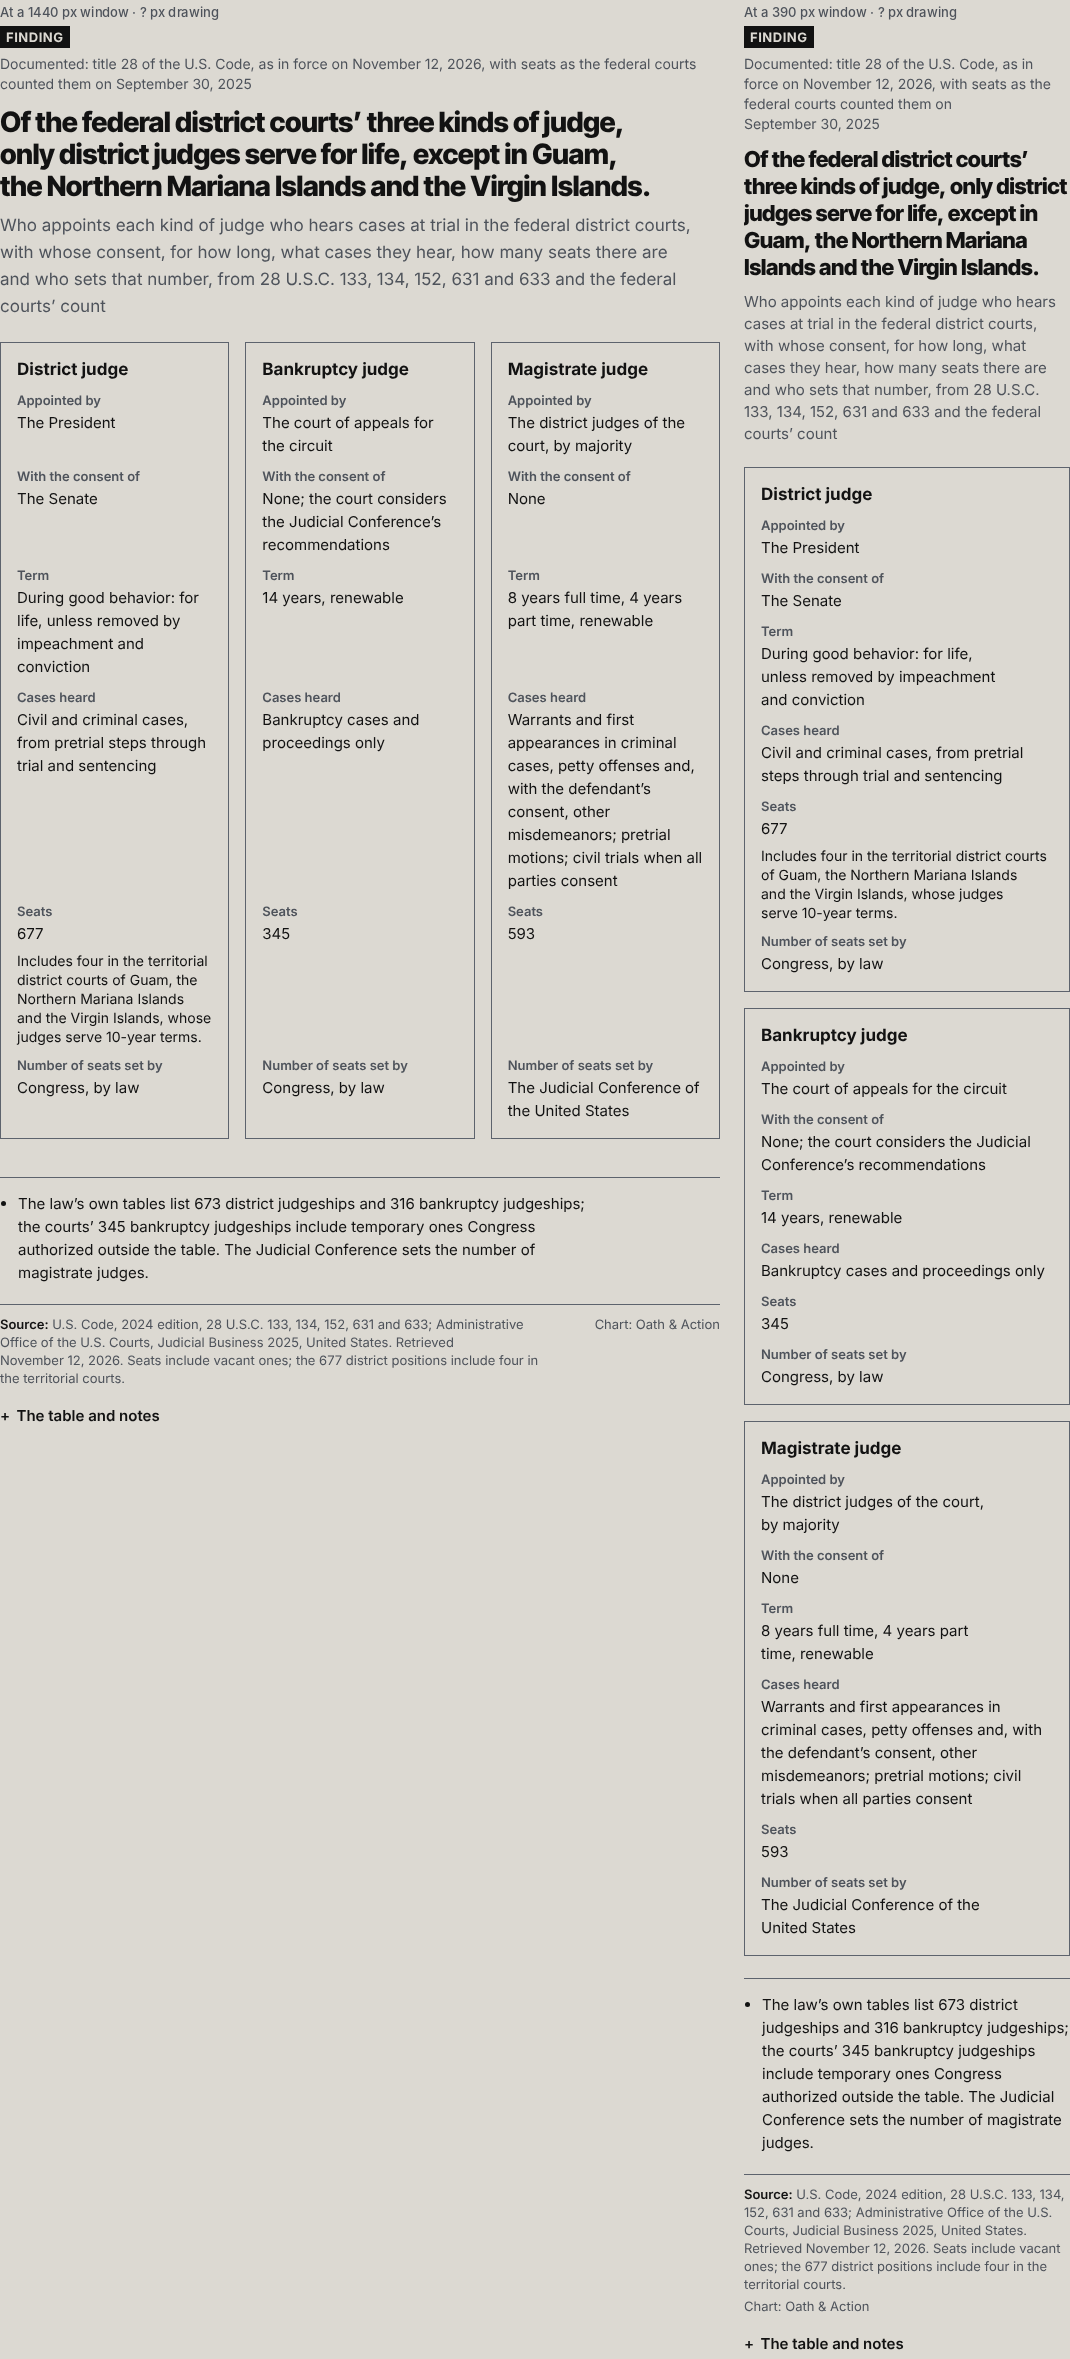 At a 1440 px window · ? px drawing
FINDING
Documented: title 28 of the U.S. Code, as in force on November 12, 2026, with seats as the federal courts
counted them on September 30, 2025
Of the federal district courts’ three kinds of judge,
only district judges serve for life, except in Guam,
the Northern Mariana Islands and the Virgin Islands.
Who appoints each kind of judge who hears cases at trial in the federal district courts,
with whose consent, for how long, what cases they hear, how many seats there are
and who sets that number, from 28 U.S.C. 133, 134, 152, 631 and 633 and the federal
courts’ count
District judge
Appointed by
The President
With the consent of
The Senate
Term
During good behavior: for
life, unless removed by
impeachment and
conviction
Cases heard
Civil and criminal cases,
from pretrial steps through
trial and sentencing
Seats
677
Includes four in the territorial
district courts of Guam, the
Northern Mariana Islands
and the Virgin Islands, whose
judges serve 10-year terms.
Number of seats set by
Congress, by law
Bankruptcy judge
Appointed by
The court of appeals for
the circuit
With the consent of
None; the court considers
the Judicial Conference’s
recommendations
Term
14 years, renewable
Cases heard
Bankruptcy cases and
proceedings only
Seats
345
Number of seats set by
Congress, by law
Magistrate judge
Appointed by
The district judges of the
court, by majority
With the consent of
None
Term
8 years full time, 4 years
part time, renewable
Cases heard
Warrants and first
appearances in criminal
cases, petty offenses and,
with the defendant’s
consent, other
misdemeanors; pretrial
motions; civil trials when all
parties consent
Seats
593
Number of seats set by
The Judicial Conference of
the United States
• The law’s own tables list 673 district judgeships and 316 bankruptcy judgeships;
the courts’ 345 bankruptcy judgeships include temporary ones Congress
authorized outside the table. The Judicial Conference sets the number of
magistrate judges.
Source: U.S. Code, 2024 edition, 28 U.S.C. 133, 134, 152, 631 and 633; Administrative
Office of the U.S. Courts, Judicial Business 2025, United States. Retrieved
November 12, 2026. Seats include vacant ones; the 677 district positions include four in
the territorial courts.
Chart: Oath & Action
+ The table and notes
At a 390 px window · ? px drawing
FINDING
Documented: title 28 of the U.S. Code, as in
force on November 12, 2026, with seats as the
federal courts counted them on
September 30, 2025
Of the federal district courts’
three kinds of judge, only district
judges serve for life, except in
Guam, the Northern Mariana
Islands and the Virgin Islands.
Who appoints each kind of judge who hears
cases at trial in the federal district courts,
with whose consent, for how long, what
cases they hear, how many seats there are
and who sets that number, from 28 U.S.C.
133, 134, 152, 631 and 633 and the federal
courts’ count
District judge
Appointed by
The President
With the consent of
The Senate
Term
During good behavior: for life,
unless removed by impeachment
and conviction
Cases heard
Civil and criminal cases, from pretrial
steps through trial and sentencing
Seats
677
Includes four in the territorial district courts
of Guam, the Northern Mariana Islands
and the Virgin Islands, whose judges
serve 10-year terms.
Number of seats set by
Congress, by law
Bankruptcy judge
Appointed by
The court of appeals for the circuit
With the consent of
None; the court considers the Judicial
Conference’s recommendations
Term
14 years, renewable
Cases heard
Bankruptcy cases and proceedings only
Seats
345
Number of seats set by
Congress, by law
Magistrate judge
Appointed by
The district judges of the court,
by majority
With the consent of
None
Term
8 years full time, 4 years part
time, renewable
Cases heard
Warrants and first appearances in
criminal cases, petty offenses and, with
the defendant’s consent, other
misdemeanors; pretrial motions; civil
trials when all parties consent
Seats
593
Number of seats set by
The Judicial Conference of the
United States
• The law’s own tables list 673 district
judgeships and 316 bankruptcy judgeships;
the courts’ 345 bankruptcy judgeships
include temporary ones Congress
authorized outside the table. The Judicial
Conference sets the number of magistrate
judges.
Source: U.S. Code, 2024 edition, 28 U.S.C. 133, 134,
152, 631 and 633; Administrative Office of the U.S.
Courts, Judicial Business 2025, United States.
Retrieved November 12, 2026. Seats include vacant
ones; the 677 district positions include four in the
territorial courts.
Chart: Oath & Action
+ The table and notes